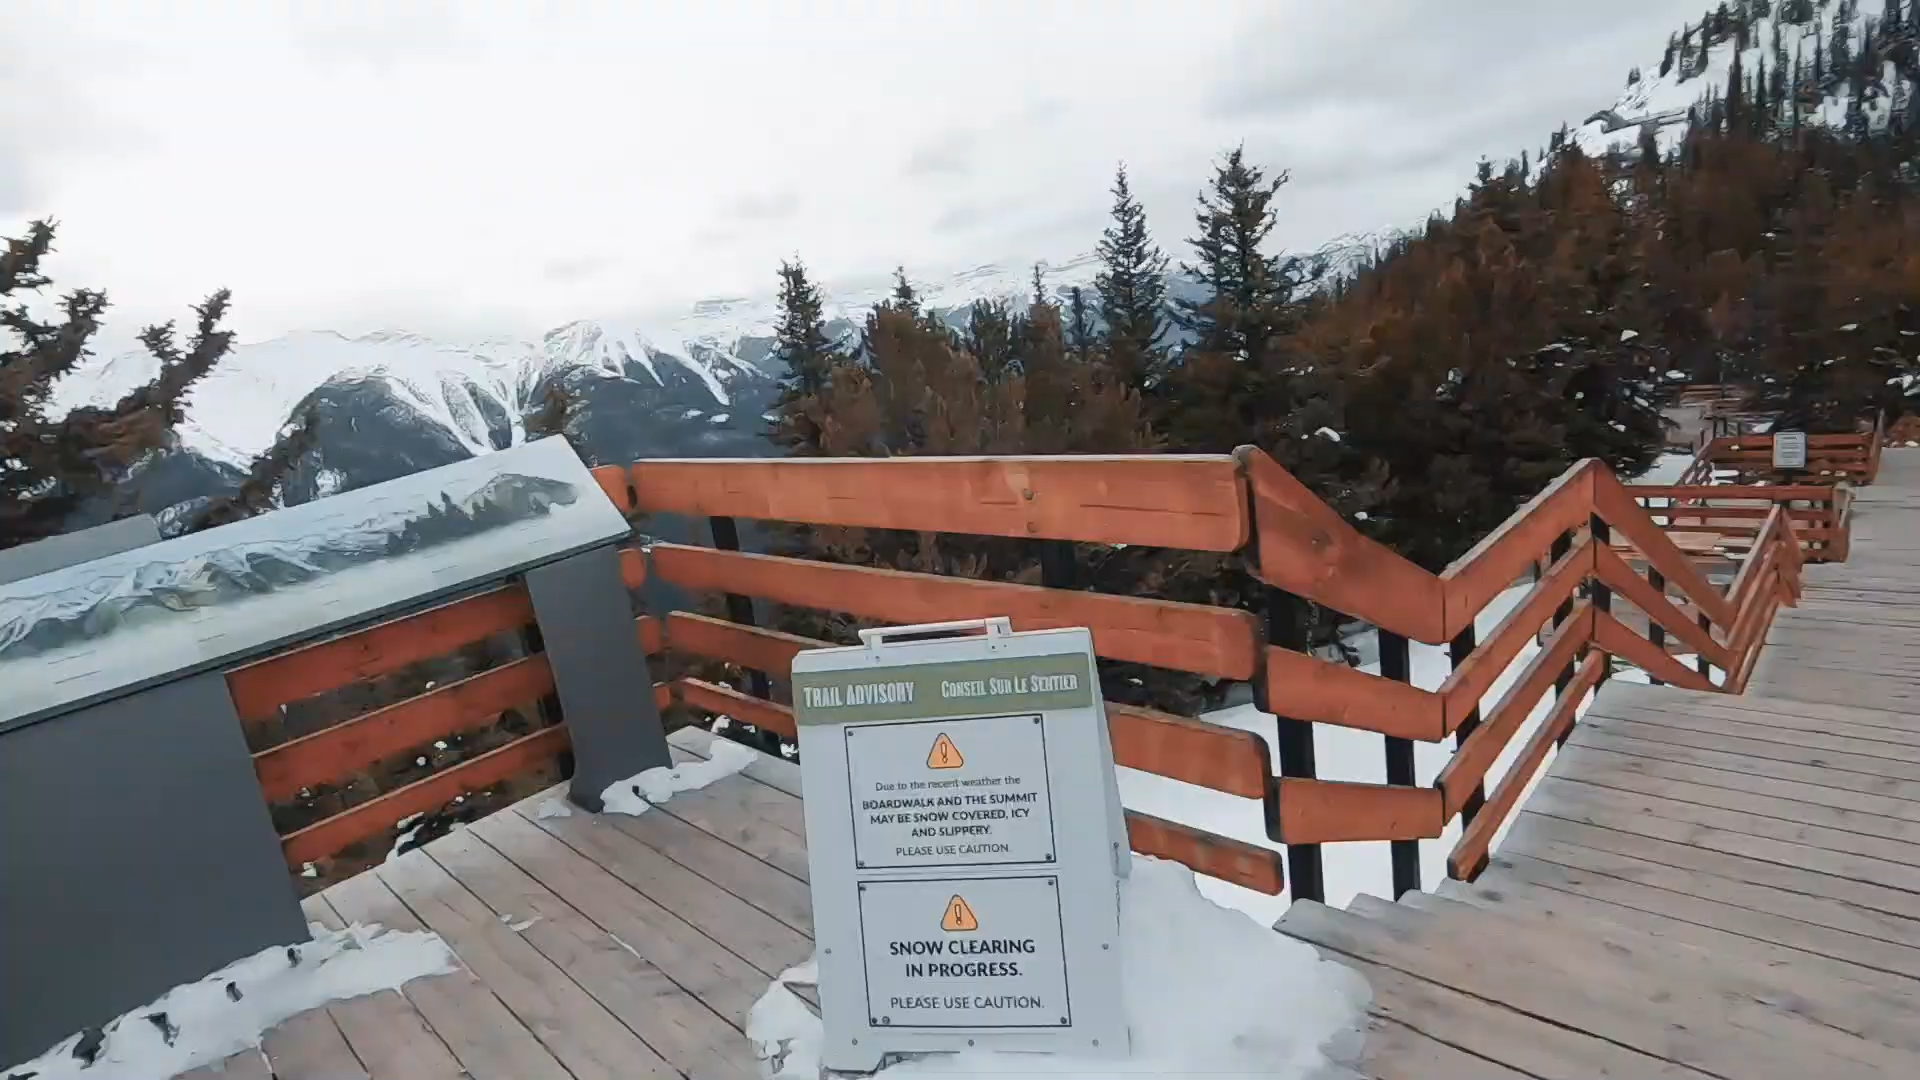 TRAIL ADVISORY CONSEIL SUR LE SENTIER
Due to the recent weather the
BOARDWALK AND THE SUMMIT
MAY BE SNOW COVERED, ICY
AND SLIPPERY.
PLEASE USE CAUTION.
SNOW CLEARING
IN PROGRESS.
PLEASE USE CAUTION.